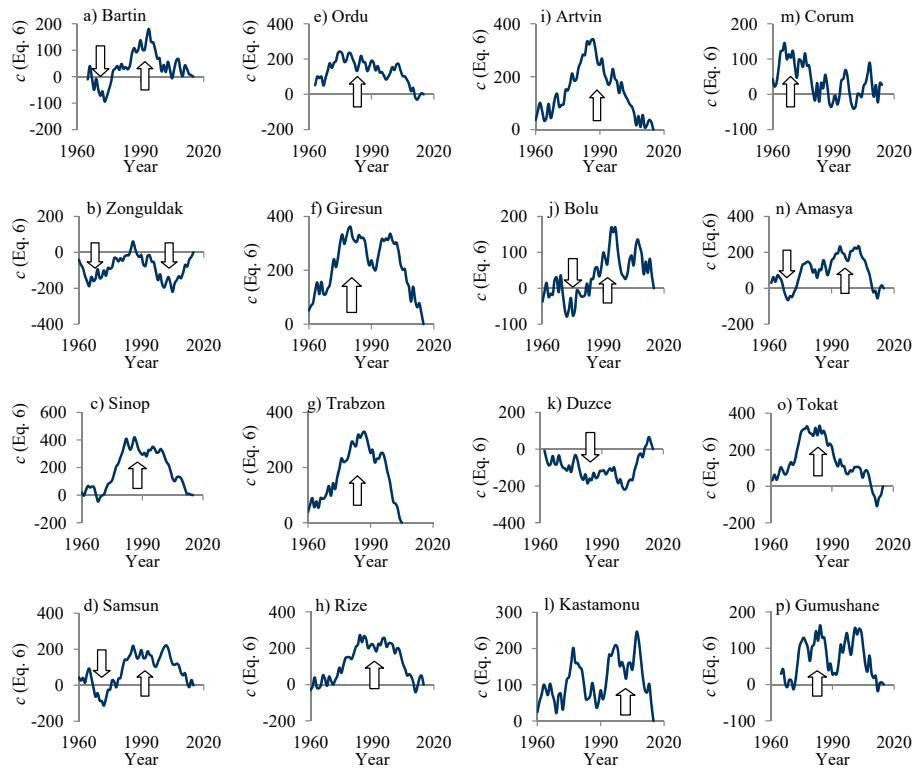 a) Bartin
c (Eq. 6)
200
100
0
-100
-200
1960 1990 2020
Year
e) Ordu
c (Eq. 6)
400
200
0
-200
1960 1990 2020
Year
i) Artvin
c (Eq. 6)
400
200
0
1960 1990 2020
Year
m) Corum
c (Eq. 6)
200
100
0
-100
1960 1990 2020
Year
b) Zonguldak
c (Eq. 6)
200
0
-200
-400
1960 1990 2020
Year
f) Giresun
c (Eq. 6)
400
200
0
1960 1990 2020
Year
j) Bolu
c (Eq. 6)
200
100
0
-100
1960 1990 2020
Year
n) Amasya
c (Eq.6)
400
200
0
-200
1960 1990 2020
Year
c) Sinop
c (Eq. 6)
600
400
200
0
-200
1960 1990 2020
Year
g) Trabzon
c (Eq. 6)
400
200
0
1960 1990 2020
Year
k) Duzce
c (Eq. 6)
200
0
-200
-400
1960 1990 2020
Year
o) Tokat
c (Eq. 6)
400
200
0
-200
1960 1990 2020
Year
d) Samsun
c (Eq. 6)
400
200
0
-200
1960 1990 2020
Year
h) Rize
c (Eq. 6)
400
200
0
-200
1960 1990 2020
Year
l) Kastamonu
c (Eq. 6)
300
200
100
0
1960 1990 2020
Year
p) Gumushane
c (Eq. 6)
200
100
0
-100
1960 1990 2020
Year